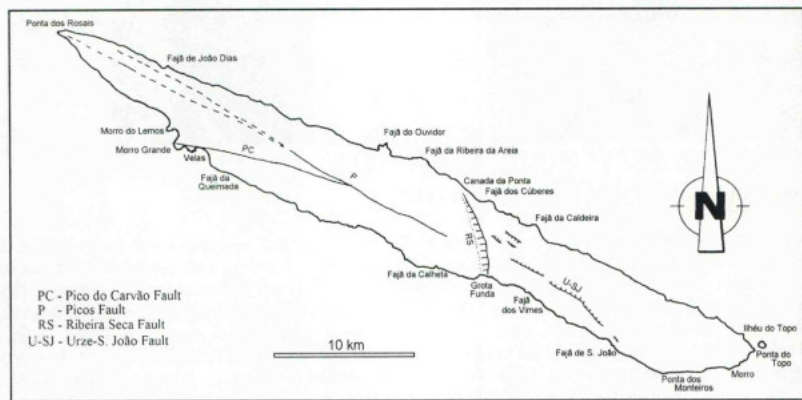 Ponta dos Rosais
Fajã de João Dias
Morro do Lemos
Morro Grande
Velas
PC
Fajã da
Queimada
P
Fajã do Ouvidor
Fajã da Ribeira da Areia
Canada da Ponta
Fajã dos Cúberes
Fajã da Caldeira
RS
U-SJ
Fajã da Calheta
Grota
Funda
Fajã
dos Vimes
Fajã de S. João
Ilhéu do Topo
Ponta do
Topo
Morro
Ponta dos
Monteiros
N
PC - Pico do Carvão Fault
P - Picos Fault
RS - Ribeira Seca Fault
U-SJ - Urze-S. João Fault
10 km